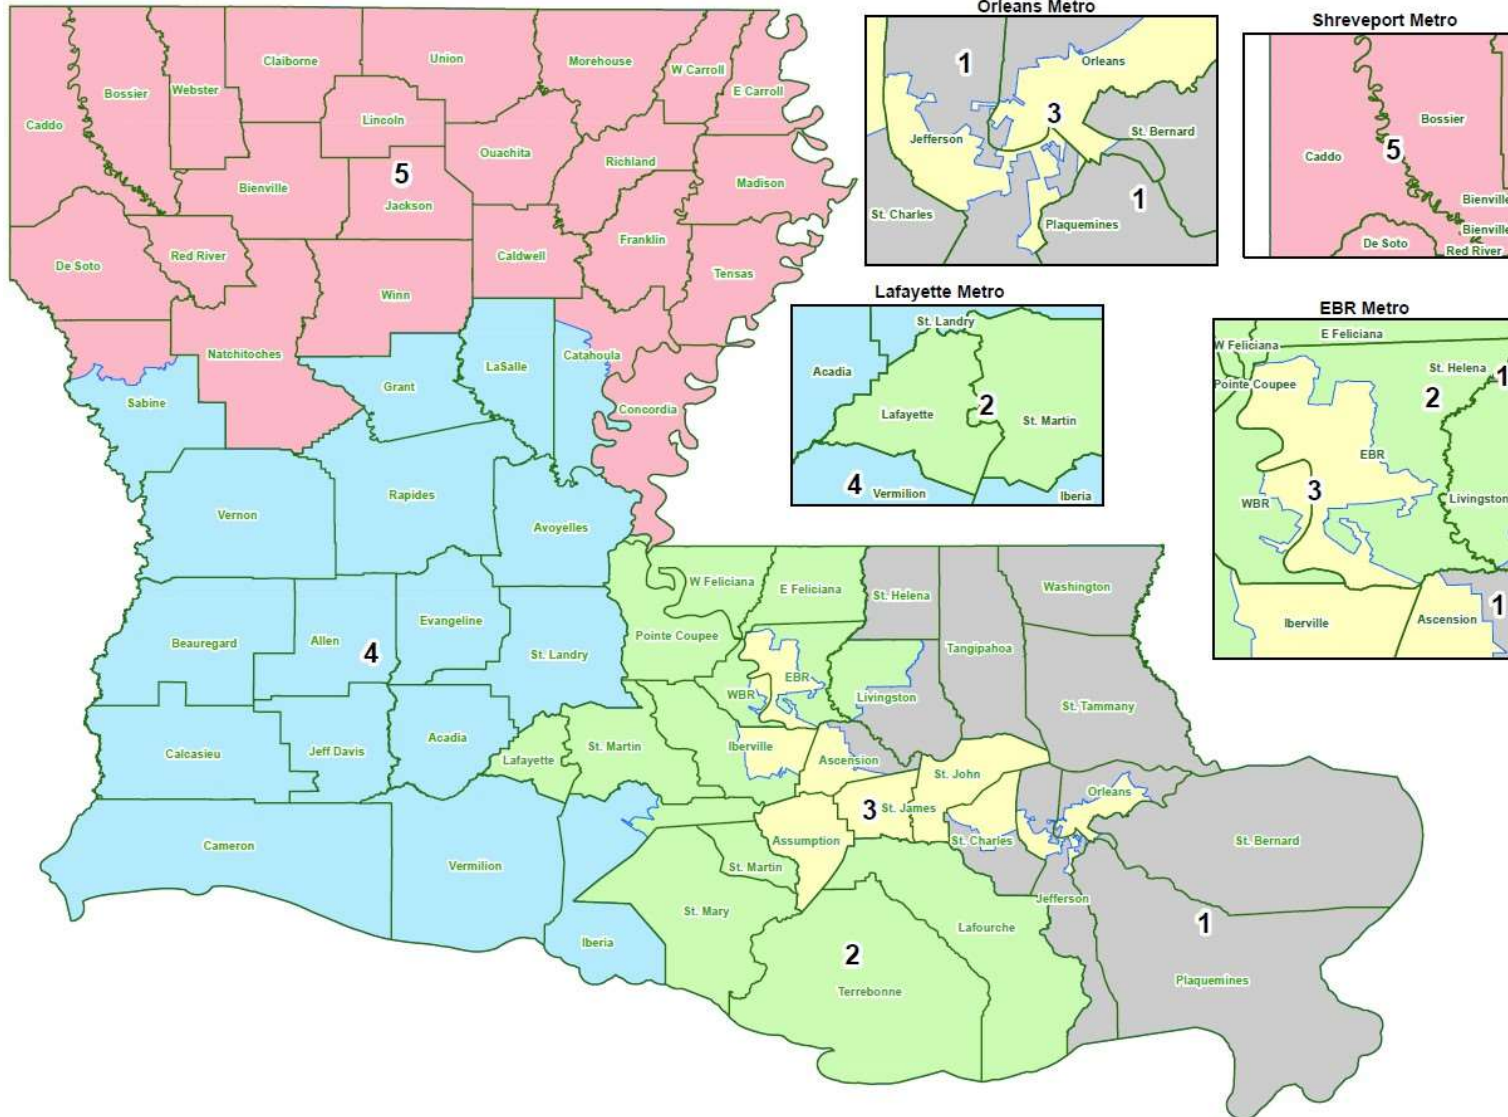 Orleans Metro
1
Orleans
3
Jefferson
St. Bernard
1
St. Charles
Plaquemines
Shreveport Metro
Bossier
Caddo
5
Bienville
Bienville
De Soto
Red River
Lafayette Metro
St. Landry
Acadia
Lafayette
2
St. Martin
4
Vermilion
Iberia
EBR Metro
E Feliciana
W Feliciana
St. Helena
1
Pointe Coupee
2
EBR
3
WBR
Livingston
Iberville
Ascension
1
Claiborne
Union
Morehouse
W Carroll
E Carroll
Bossier
Webster
Caddo
Lincoln
Ouachita
Richland
Madison
Bienville
5
Jackson
Franklin
Caldwell
Red River
De Soto
Tensas
Winn
Natchitoches
LaSalle
Catahoula
Grant
Sabine
Concordia
Rapides
Vernon
Avoyelles
W Feliciana
E Feliciana
St. Helena
Washington
Beauregard
Allen
Evangeline
4
St. Landry
Pointe Coupee
Tangipahoa
EBR
WBR
Livingston
St. Tammany
Calcasieu
Jeff Davis
Acadia
Lafayette
St. Martin
Iberville
Ascension
St. John
Orleans
3
St. James
Cameron
Vermilion
Assumption
St. Charles
St. Bernard
St. Martin
St. Mary
Jefferson
Iberia
Lafourche
1
2
Terrebonne
Plaquemines